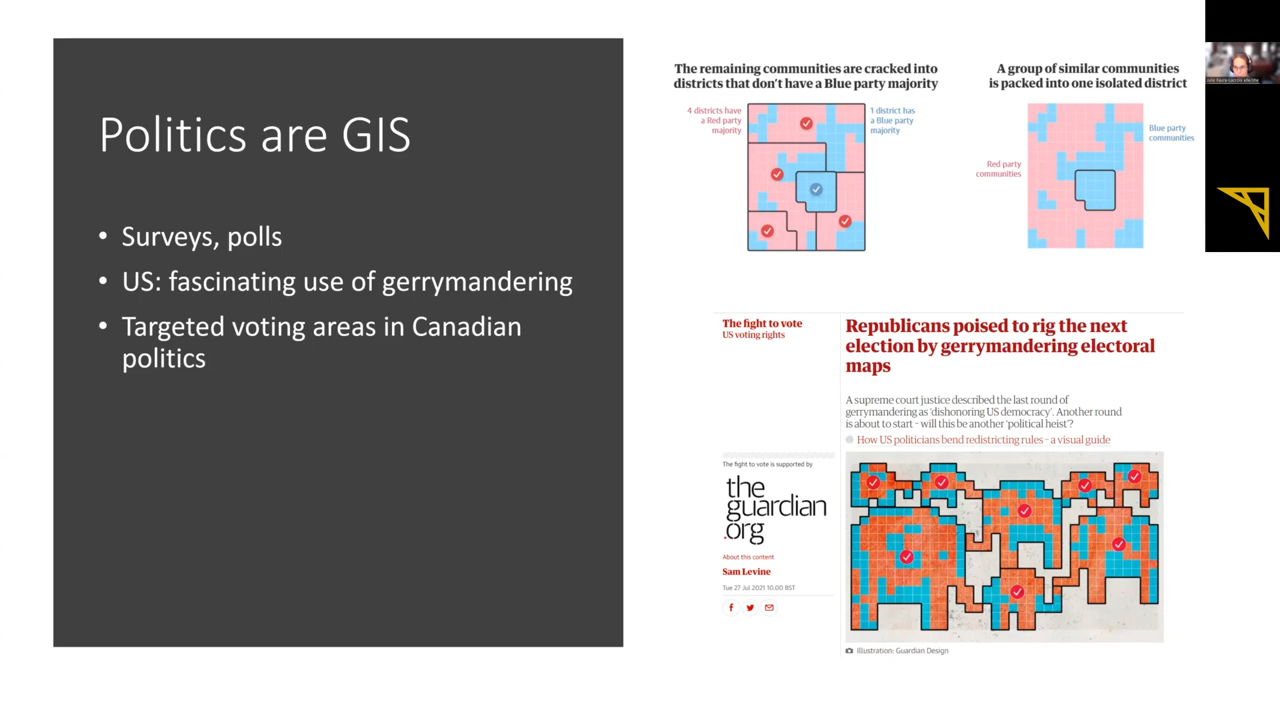 Politics are GIS
• Surveys, polls
• US: fascinating use of gerrymandering
• Targeted voting areas in Canadian
politics
The remaining communities are cracked into
districts that don't have a Blue party majority
4 districts have
a Red party
majority
1 district has
a Blue party
majority
A group of similar communities
is packed into one isolated district
Blue party
communities
Red party
communities
The fight to vote
US voting rights
Republicans poised to rig the next
election by gerrymandering electoral
maps
A supreme court justice described the last round of
gerrymandering as 'dishonoring US democracy'. Another round
is about to start – will this be another 'political heist'?
How US politicians bend redistricting rules – a visual guide
The fight to vote is supported by
the
guardian
.org
About this content
Sam Levine
Tue 27 Jul 2021 10.00 BST
Illustration: Guardian Design